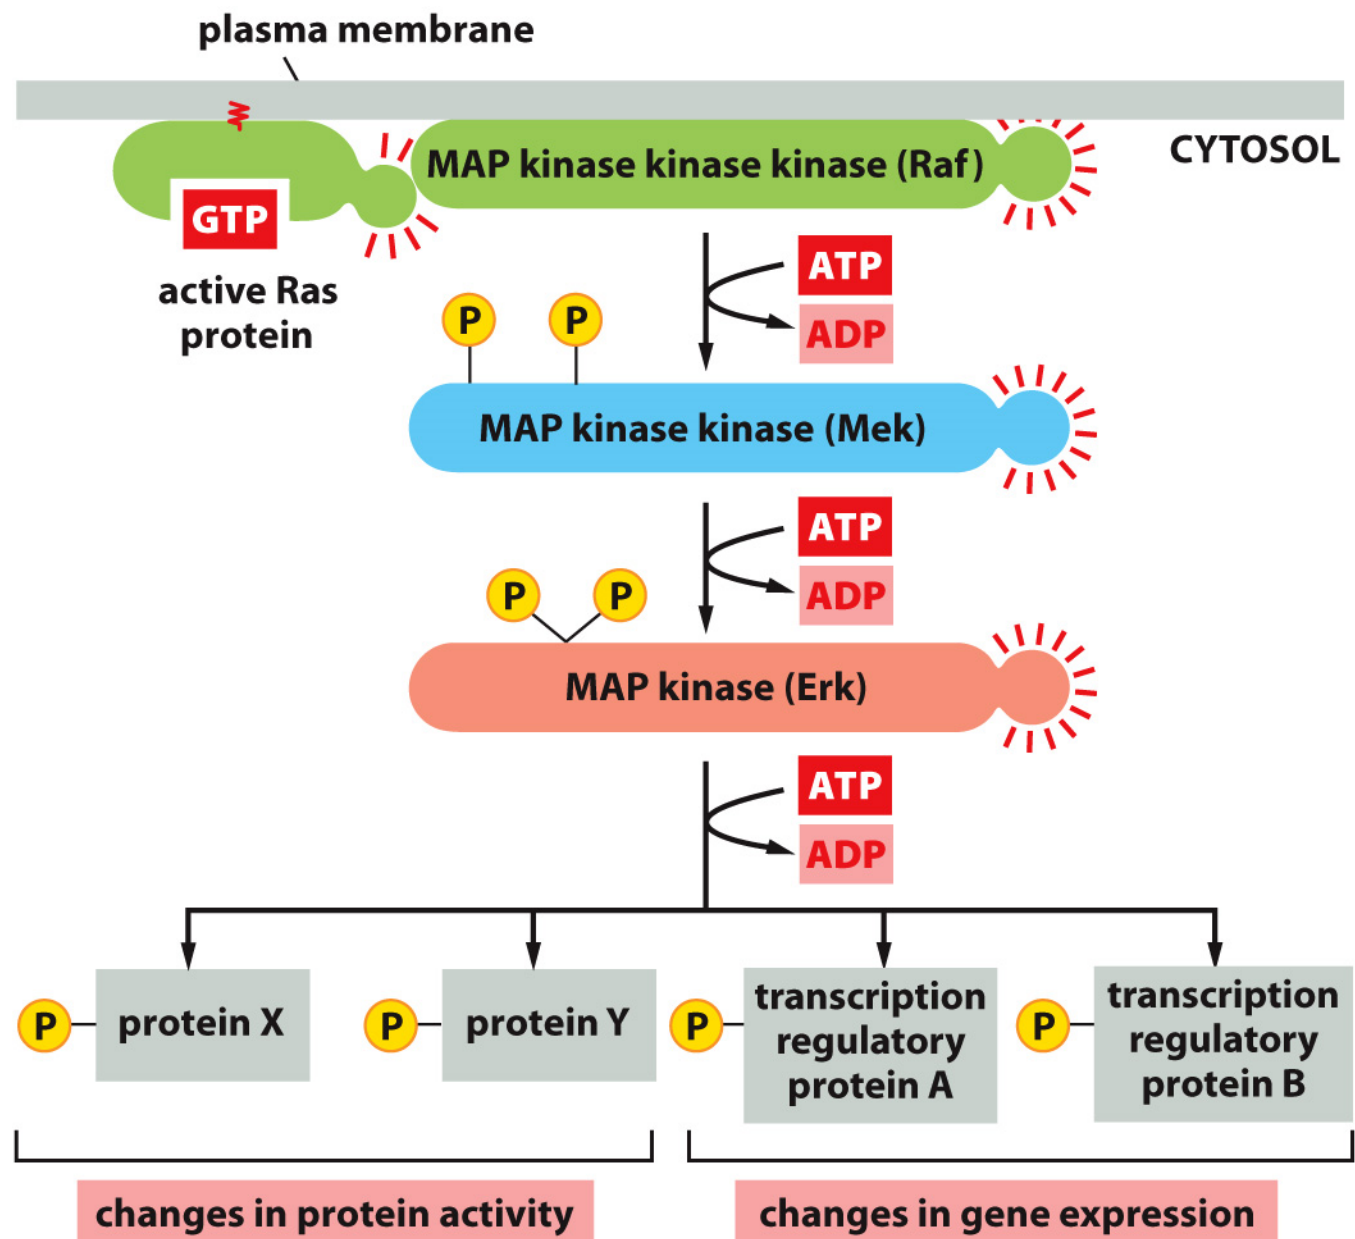 plasma membrane
CYTOSOL
MAP kinase kinase kinase (Raf)
GTP
active Ras
protein
ATP
ADP
P
P
MAP kinase kinase (Mek)
ATP
ADP
P
P
MAP kinase (Erk)
ATP
ADP
P
protein X
P
protein Y
P
transcription
regulatory
protein A
P
transcription
regulatory
protein B
changes in protein activity
changes in gene expression